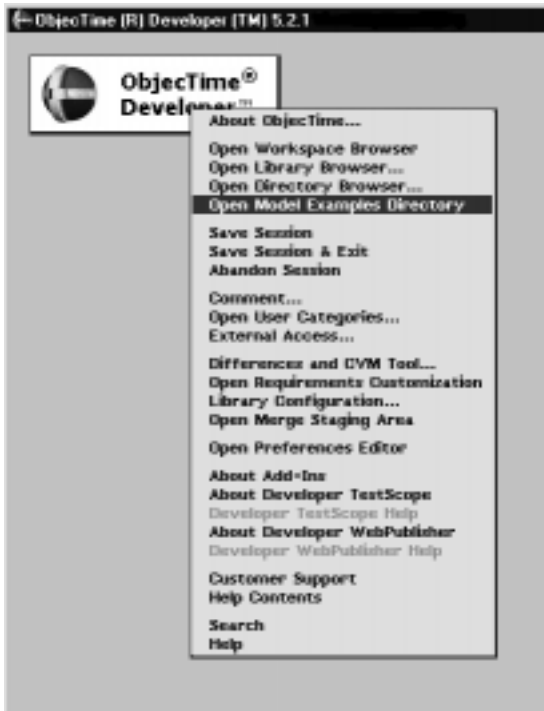 ObjecTime (R) Developer (TM) 5.2.1
ObjecTime®
Developer™
About ObjecTime...
Open Workspace Browser
Open Library Browser...
Open Directory Browser...
Open Model Examples Directory
Save Session
Save Session & Exit
Abandon Session
Comment...
Open User Categories...
External Access...
Differences and CVM Tool...
Open Requirements Customization
Library Configuration...
Open Merge Staging Area
Open Preferences Editor
About Add-Ins
About Developer TestScope
Developer TestScope Help
About Developer WebPublisher
Developer WebPublisher Help
Customer Support
Help Contents
Search
Help